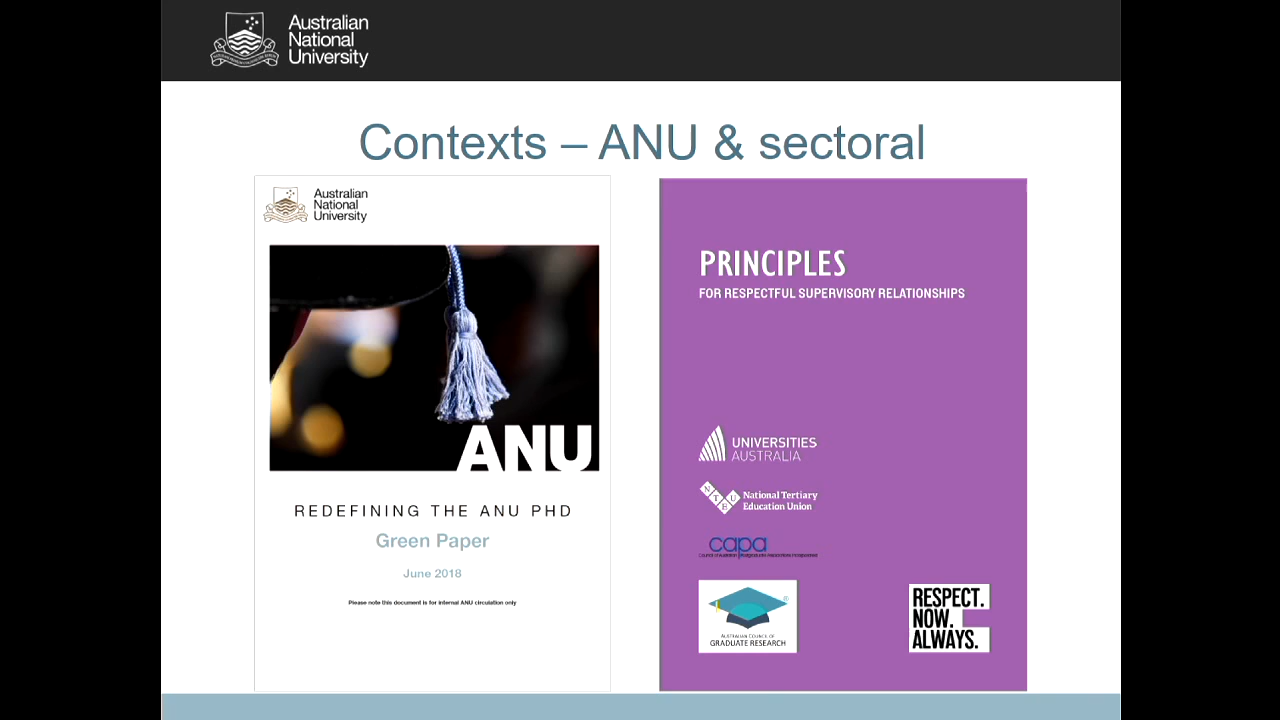 Australian
National
University
Contexts – ANU & sectoral
Australian
National
University
ANU
REDEFINING THE ANU PHD
Green Paper
June 2018
Please note this document is for internal ANU circulation only
PRINCIPLES
FOR RESPECTFUL SUPERVISORY RELATIONSHIPS
UNIVERSITIES
AUSTRALIA
NTEU
National Tertiary
Education Union
capa
AUSTRALIAN COUNCIL OF
GRADUATE RESEARCH
RESPECT.
NOW.
ALWAYS.